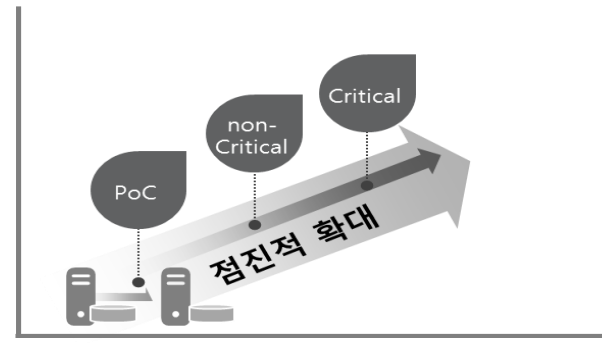 Critical
non-
Critical
PoC
점진적 확대